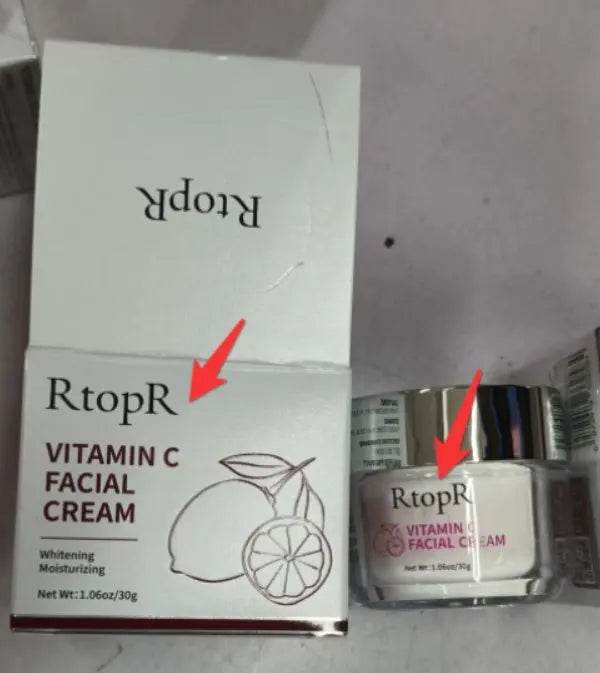 RtopR
RtopR
VITAMIN C
FACIAL
CREAM
Whitening
Moisturizing
Net Wt:1.06oz/30g
RtopR
VITAMIN C
FACIAL CREAM
Net Wt:1.06oz/30g